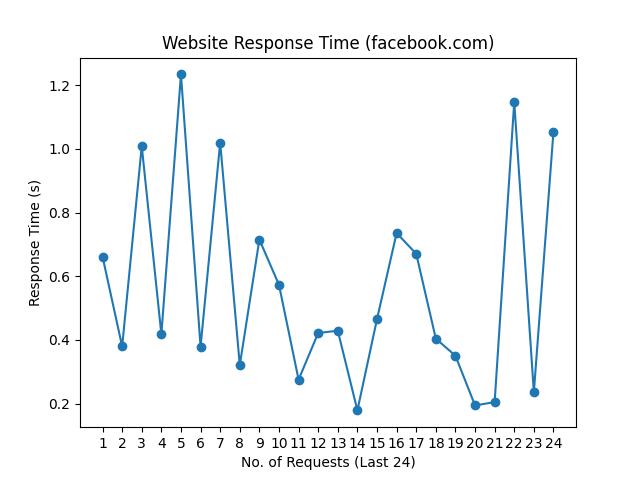 Website Response Time (facebook.com)
Response Time (s)
1.2
1.0
0.8
0.6
0.4
0.2
1 2 3 4 5 6 7 8 9 10 11 12 13 14 15 16 17 18 19 20 21 22 23 24
No. of Requests (Last 24)